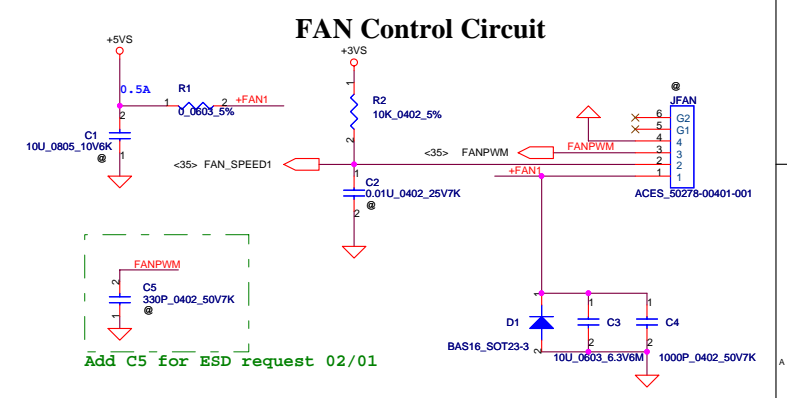 FAN Control Circuit
+5VS
+3VS
0.5A
R1
1
2
+FAN1
0_0603_5%
2
C1
10U_0805_10V6K
1
@
1
R2
10K_0402_5%
2
<35> FAN_SPEED1
1
C2
0.01U_0402_25V7K
2
@
<35> FANPWM
FANPWM
+FAN1
@
JFAN
6 G2
5 G1
4 4
3 3
2 2
1 1
ACES_50278-00401-001
FANPWM
2
C5
330P_0402_50V7K
1
@
Add C5 for ESD request 02/01
1
D1
BAS16_SOT23-3
2
1
C3
2
10U_0603_6.3V6M
1
C4
2
1000P_0402_50V7K
A